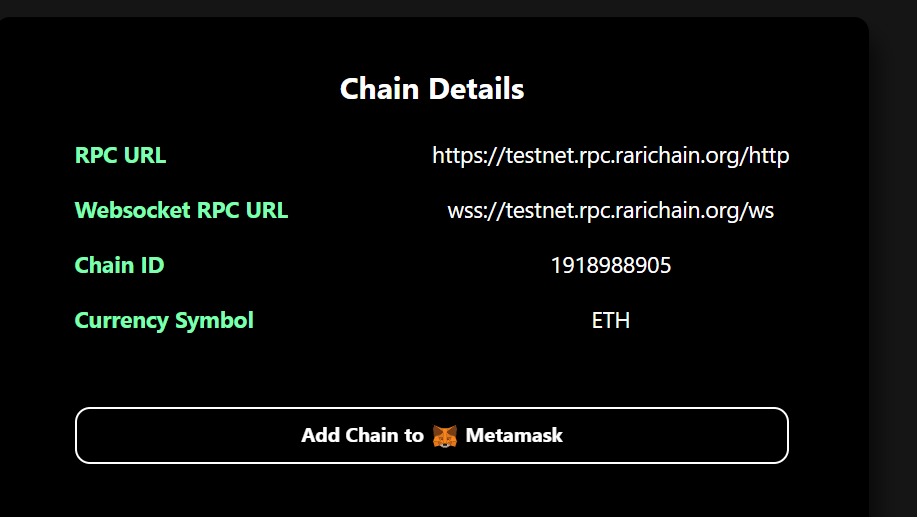 Chain Details
RPC URL https://testnet.rpc.rarichain.org/http
Websocket RPC URL wss://testnet.rpc.rarichain.org/ws
Chain ID 1918988905
Currency Symbol ETH
Add Chain to Metamask